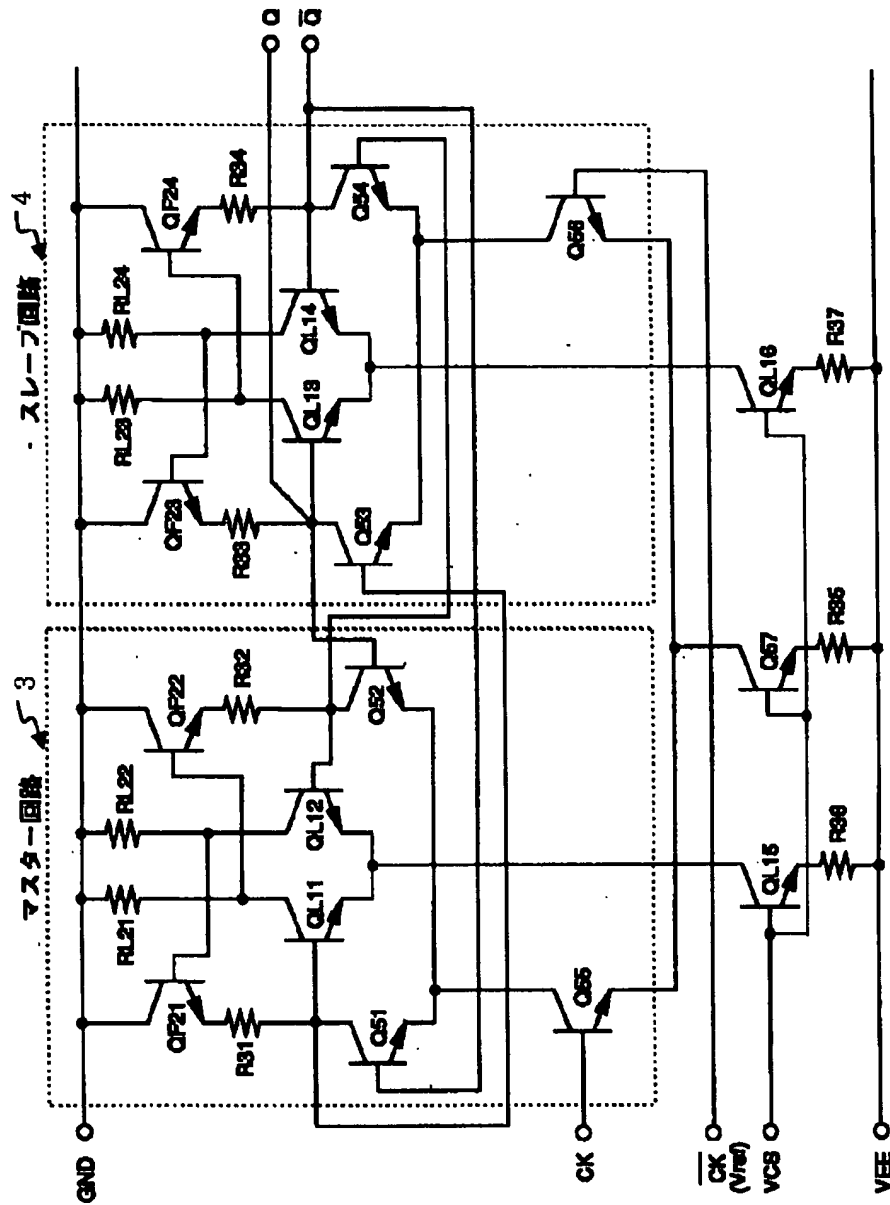 マスター回路 3
・スレーブ回路 4
GND
RL21
RL22
RL23
RL24
QF21
QF22
QF23
QF24
R31
R32
R33
R34
Q
Q̅
QL11
QL12
QL13
QL14
Q51
Q52
Q53
Q54
Q55
Q56
CK
C̅K̅
(Vref)
VCS
QL15
Q57
QL16
R36
R35
R37
VEE